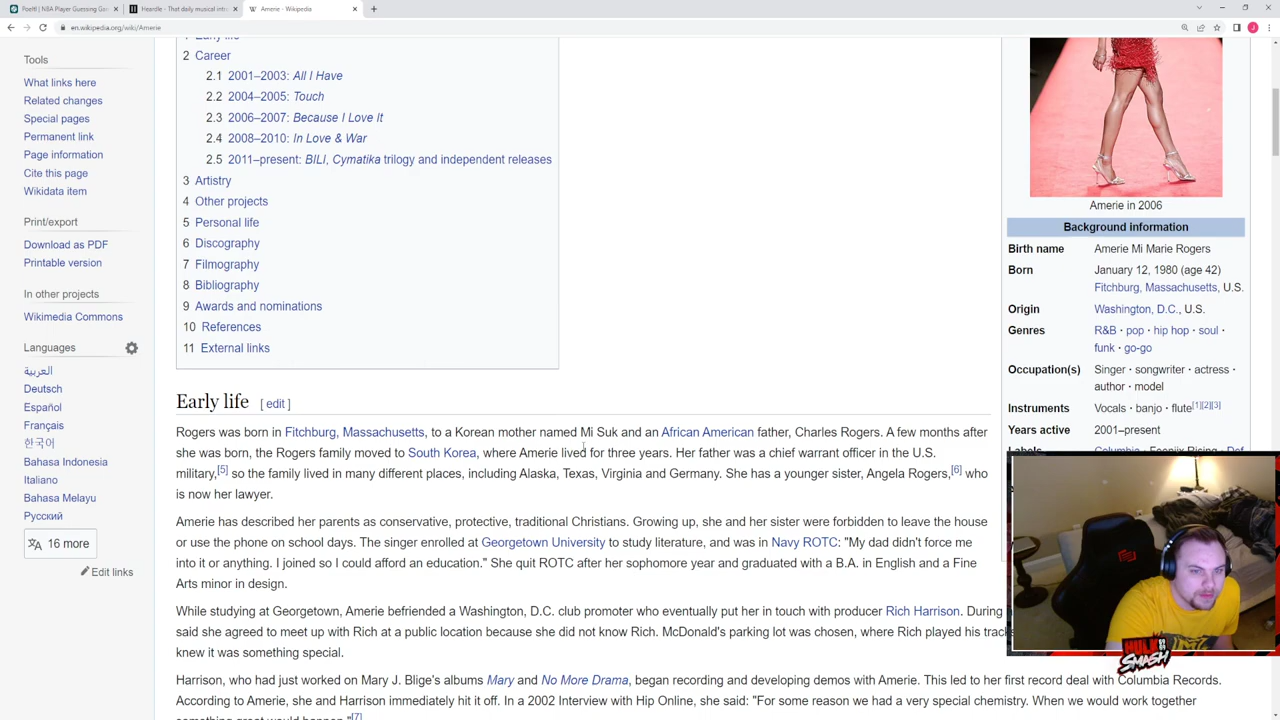 Poeltl | NBA Player Guessing Ga
Heardle - That daily musical intr
Amerie - Wikipedia
en.wikipedia.org/wiki/Amerie
J
Tools
What links here
Related changes
Special pages
Permanent link
Page information
Cite this page
Wikidata item
Print/export
Download as PDF
Printable version
In other projects
Wikimedia Commons
Languages
العربية
Deutsch
Español
Français
한국어
Bahasa Indonesia
Italiano
Bahasa Melayu
Русский
16 more
Edit links
1 Early life
2 Career
2.1 2001–2003: All I Have
2.2 2004–2005: Touch
2.3 2006–2007: Because I Love It
2.4 2008–2010: In Love & War
2.5 2011–present: BILI, Cymatika trilogy and independent releases
3 Artistry
4 Other projects
5 Personal life
6 Discography
7 Filmography
8 Bibliography
9 Awards and nominations
10 References
11 External links
Early life [ edit ]
Rogers was born in Fitchburg, Massachusetts, to a Korean mother named Mi Suk and an African American father, Charles Rogers. A few months after
she was born, the Rogers family moved to South Korea, where Amerie lived for three years. Her father was a chief warrant officer in the U.S.
military,[5] so the family lived in many different places, including Alaska, Texas, Virginia and Germany. She has a younger sister, Angela Rogers,[6] who
is now her lawyer.
Amerie has described her parents as conservative, protective, traditional Christians. Growing up, she and her sister were forbidden to leave the house
or use the phone on school days. The singer enrolled at Georgetown University to study literature, and was in Navy ROTC: "My dad didn't force me
into it or anything. I joined so I could afford an education." She quit ROTC after her sophomore year and graduated with a B.A. in English and a Fine
Arts minor in design.
While studying at Georgetown, Amerie befriended a Washington, D.C. club promoter who eventually put her in touch with producer Rich Harrison. During
said she agreed to meet up with Rich at a public location because she did not know Rich. McDonald's parking lot was chosen, where Rich played his track
knew it was something special.
Harrison, who had just worked on Mary J. Blige's albums Mary and No More Drama, began recording and developing demos with Amerie. This led to her first record deal with Columbia Records.
According to Amerie, she and Harrison immediately hit it off. In a 2002 Interview with Hip Online, she said: "For some reason we had a very special chemistry. When we would work together
something great would happen."[7]
Amerie in 2006
Background information
Birth name Amerie Mi Marie Rogers
Born January 12, 1980 (age 42)
Fitchburg, Massachusetts, U.S.
Origin Washington, D.C., U.S.
Genres R&B · pop · hip hop · soul ·
funk · go-go
Occupation(s) Singer · songwriter · actress ·
author · model
Instruments Vocals · banjo · flute[1][2][3]
Years active 2001–present
Labels Columbia · Feenix Rising · Def
HULK
SMASH